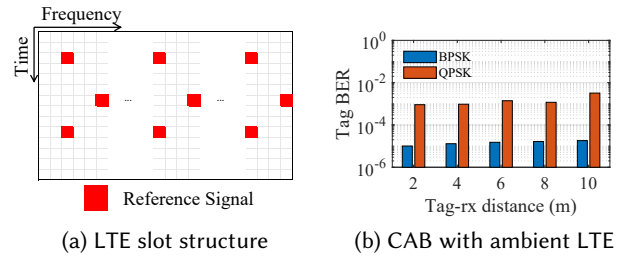 Frequency
Time
... ...
Reference Signal
(a) LTE slot structure
Tag BER
10^0
10^-2
10^-4
10^-6
BPSK
QPSK
2 4 6 8 10
Tag-rx distance (m)
(b) CAB with ambient LTE